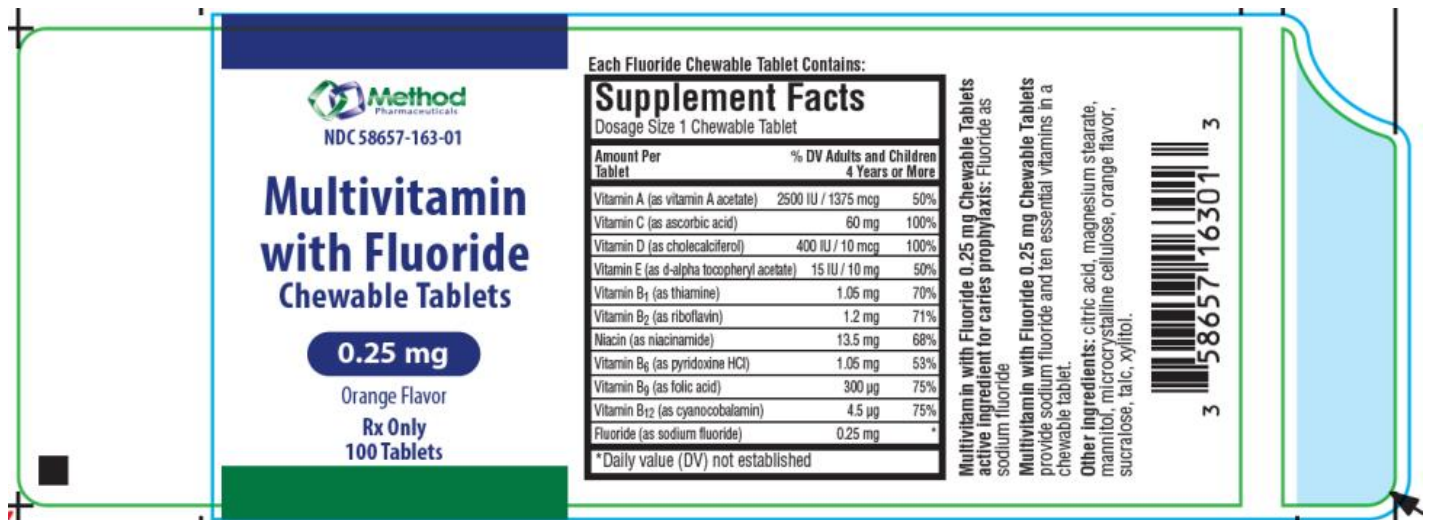 Method
Pharmaceuticals
NDC 58657-163-01
Multivitamin
with Fluoride
Chewable Tablets
0.25 mg
Orange Flavor
Rx Only
100 Tablets
Each Fluoride Chewable Tablet Contains:
Supplement Facts
Dosage Size 1 Chewable Tablet
Amount Per Tablet % DV Adults and Children 4 Years or More
Vitamin A (as vitamin A acetate) 2500 IU / 1375 mcg 50%
Vitamin C (as ascorbic acid) 60 mg 100%
Vitamin D (as cholecalciferol) 400 IU / 10 mcg 100%
Vitamin E (as d-alpha tocopheryl acetate) 15 IU / 10 mg 50%
Vitamin B1 (as thiamine) 1.05 mg 70%
Vitamin B2 (as riboflavin) 1.2 mg 71%
Niacin (as niacinamide) 13.5 mg 68%
Vitamin B6 (as pyridoxine HCl) 1.05 mg 53%
Vitamin B9 (as folic acid) 300 µg 75%
Vitamin B12 (as cyanocobalamin) 4.5 µg 75%
Fluoride (as sodium fluoride) 0.25 mg *
*Daily value (DV) not established
Multivitamin with Fluoride 0.25 mg Chewable Tablets
active ingredient for caries prophylaxis: Fluoride as
sodium fluoride
Multivitamin with Fluoride 0.25 mg Chewable Tablets
provide sodium fluoride and ten essential vitamins in a
chewable tablet.
Other ingredients: citric acid, magnesium stearate,
mannitol, microcrystalline cellulose, orange flavor,
sucralose, talc, xylitol.
3 58657 16301 3